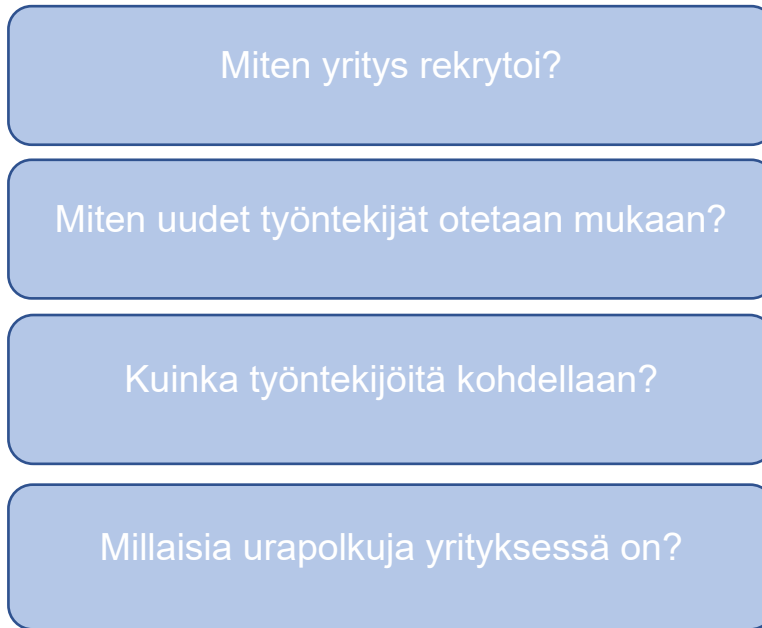 Miten yritys rekrytoi?
Miten uudet työntekijät otetaan mukaan?
Kuinka työntekijöitä kohdellaan?
Millaisia urapolkuja yrityksessä on?